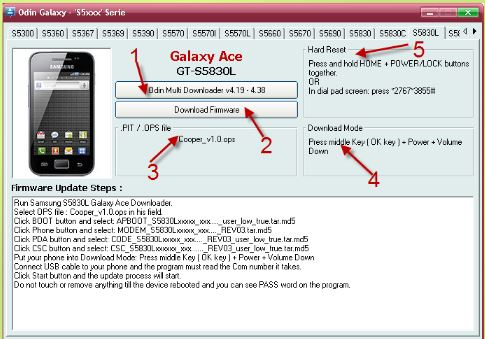 Odin Galaxy - 'S5xxx' Serie
S5300 S5360 S5367 S5369 S5390 S5570 S5570I S5660 S5660L S5670 S5690 S5830 S5830C S5830I S5830L
Galaxy Ace
GT-S5830L
Odin Multi Downloader v4.19 - 4.38
Download Firmware
.PIT / .OPS file
Cooper_v1.0.ops
Hard Reset
Press and hold HOME + POWER/LOCK buttons
together.
OR
In dial pad screen: press *2767*3855#
Download Mode
Press middle Key ( OK key ) + Power + Volume
Down
1
2
3
4
5
Firmware Update Steps :
Run Samsung S5830L Galaxy Ace Downloader.
Select OPS file : Cooper_v1.0.ops in his field.
Click BOOT button and select: APBOOT_S5830Lxxxxx_xxx....._user_low_true.tar.md5
Click Phone button and select: MODEM_S5830Lxxxxx_xxx....._REV03.tar.md5
Click PDA button and select: CODE_S5830Lxxxxx_xxx....._REV03_user_low_true.tar.md5
Click CSC button and select: CSC_S5830Lxxxxxx_xxx....._REV03_user_low_true.tar.md5
Put your phone into Download Mode: Press middle Key ( OK key ) + Power + Volume Down
Connect USB cable to your phone and the program must read the Com number it takes.
Click Start button and the update process will start.
Do not touch or remove anything till the device rebooted and you can see PASS word on the program.